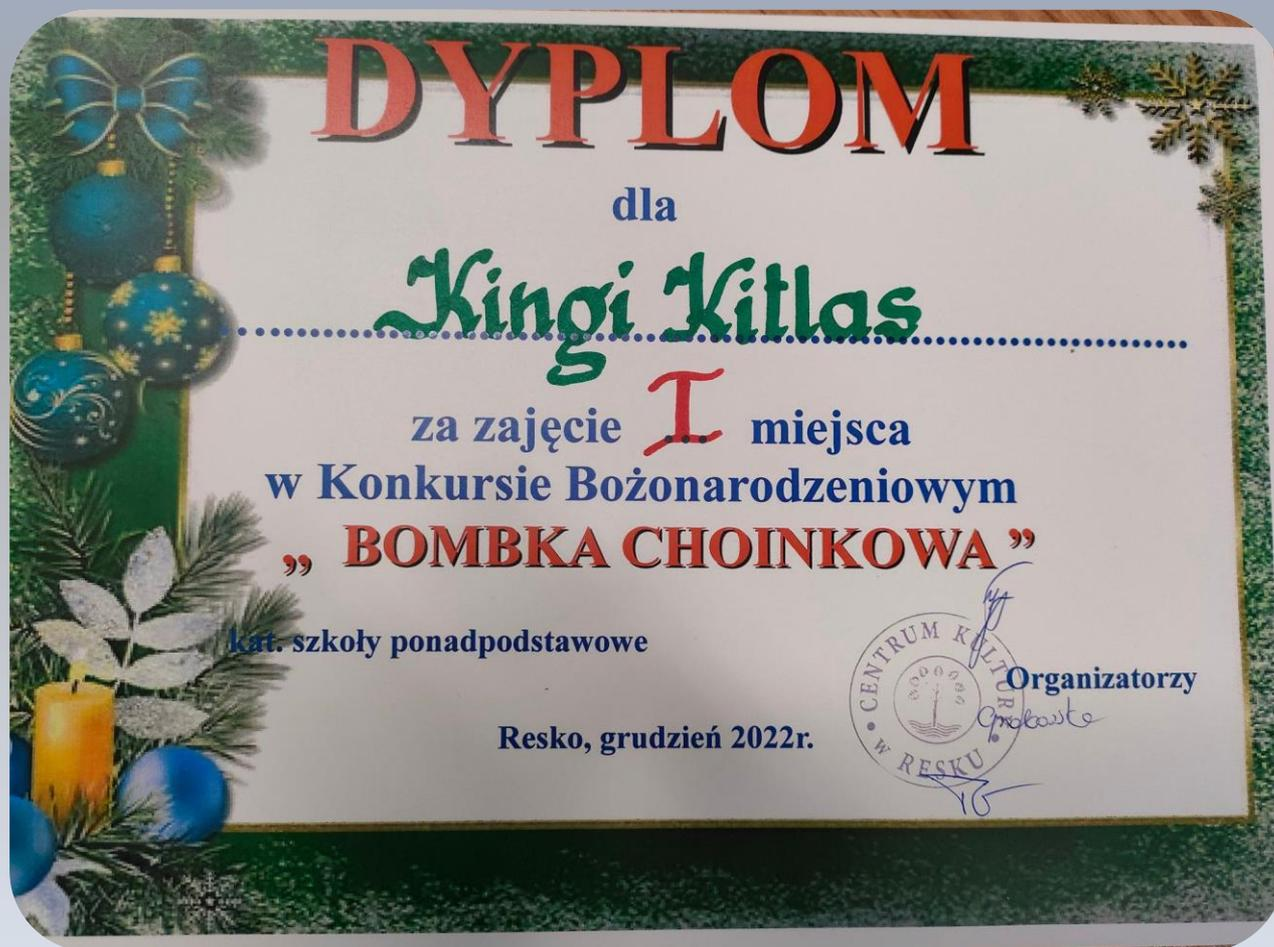 DYPLOM
dla
Kingi Kitlas
za zajęcie I miejsca
w Konkursie Bożonarodzeniowym
„ BOMBKA CHOINKOWA ”
kat. szkoły ponadpodstawowe
CENTRUM KULTURY
W RESKU
Organizatorzy
Resko, grudzień 2022r.